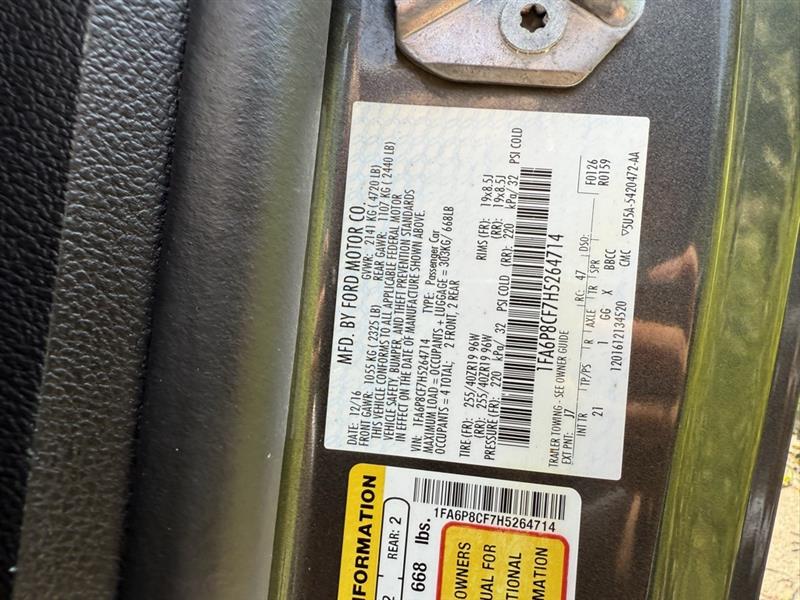 MFD. BY FORD MOTOR CO.
DATE: 12/16 GVWR: 2141 KG ( 4720 LB)
FRONT GAWR: 1055 KG ( 2325 LB) REAR GAWR: 1107 KG ( 2440 LB)
THIS VEHICLE CONFORMS TO ALL APPLICABLE FEDERAL MOTOR
VEHICLE SAFETY, BUMPER, AND THEFT PREVENTION STANDARDS
IN EFFECT ON THE DATE OF MANUFACTURE SHOWN ABOVE.
VIN: 1FA6P8CF7H5264714 TYPE: Passenger Car
MAXIMUM LOAD = OCCUPANTS + LUGGAGE = 303KG/ 668LB
OCCUPANTS = 4 TOTAL; 2 FRONT, 2 REAR
TIRE (FR): 255/40ZR19 96W RIMS (FR): 19x8.5J
(RR): 255/40ZR19 96W (RR): 19x8.5J
PRESSURE (FR): 220 kPa/ 32 PSI COLD (RR): 220 kPa/ 32 PSI COLD
1FA6P8CF7H5264714
TRAILER TOWING - SEE OWNER GUIDE
EXT PNT: J7 RC: 47 DSO: F0126
INT TR TP/PS R AXLE TR SPR R0159
21 1 GG X BBCC
1201612134520 CMC ▽5U5A-5420472-AA
FORMATION
REAR: 2
668 lbs.
1FA6P8CF7H5264714
OWNERS
UAL FOR
TIONAL
MATION